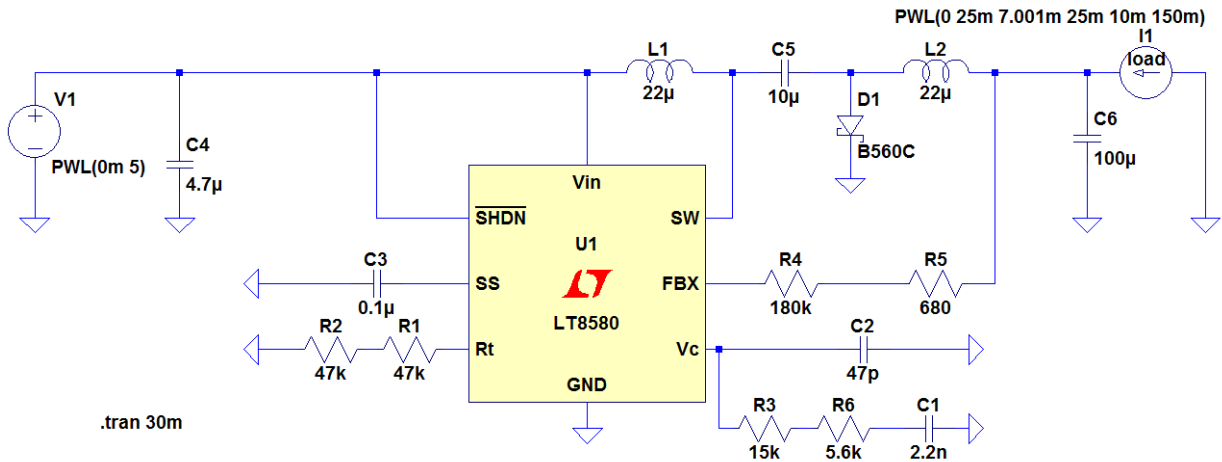 PWL(0 25m 7.001m 25m 10m 150m)
I1
load
L1
22µ
C5
10µ
L2
22µ
V1
PWL(0m 5)
C4
4.7µ
D1
B560C
C6
100µ
Vin
SHDN
SW
U1
C3
0.1µ
SS
FBX
R4
180k
R5
680
LT8580
R2
47k
R1
47k
Rt
Vc
C2
47p
GND
.tran 30m
R3
15k
R6
5.6k
C1
2.2n